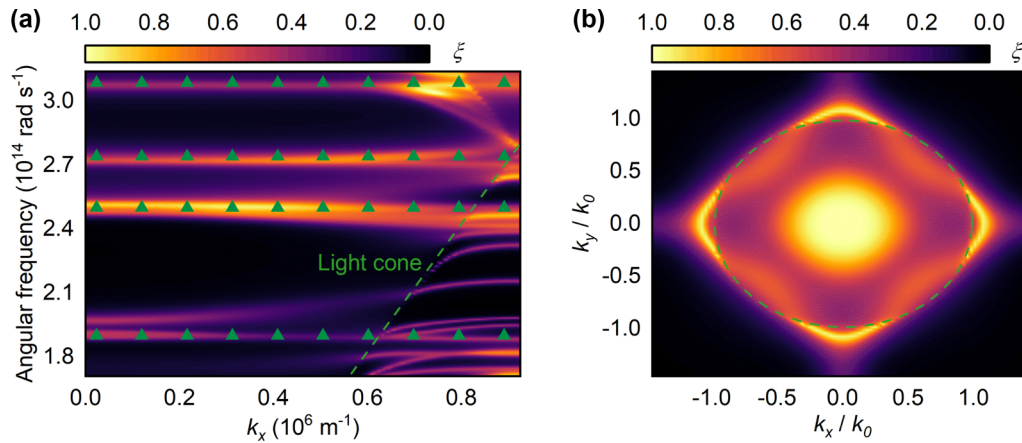 (a)
1.0 0.8 0.6 0.4 0.2 0.0
ξ
Angular frequency (10¹⁴ rad s⁻¹)
3.0
2.7
2.4
2.1
1.8
Light cone
0.0 0.2 0.4 0.6 0.8
kₓ (10⁶ m⁻¹)
(b)
1.0 0.8 0.6 0.4 0.2 0.0
ξ
k_y / k₀
1.0
0.5
0.0
-0.5
-1.0
-1.0 -0.5 0.0 0.5 1.0
kₓ / k₀